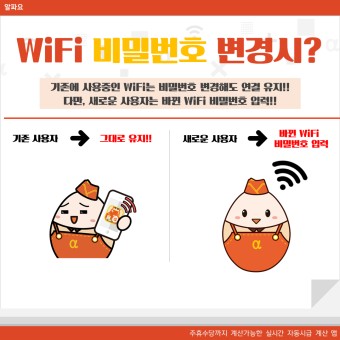 알파요
WiFi 비밀번호 변경시?
기존에 사용중인 WiFi는 비밀번호 변경해도 연결 유지!!
다만, 새로운 사용자는 바뀐 WiFi 비밀번호 입력!!
기존 사용자 그대로 유지!!
새로운 사용자 바뀐 WiFi
비밀번호 입력
α
α
주휴수당까지 계산가능한 실시간 자동시급 계산 앱